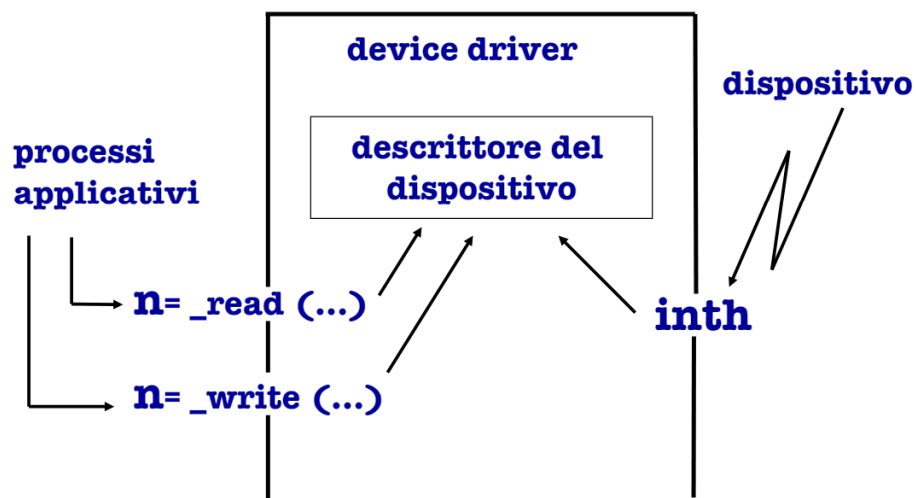 device driver
dispositivo
descrittore del
dispositivo
processi
applicativi
n= _read (...)
inth
n= _write (...)